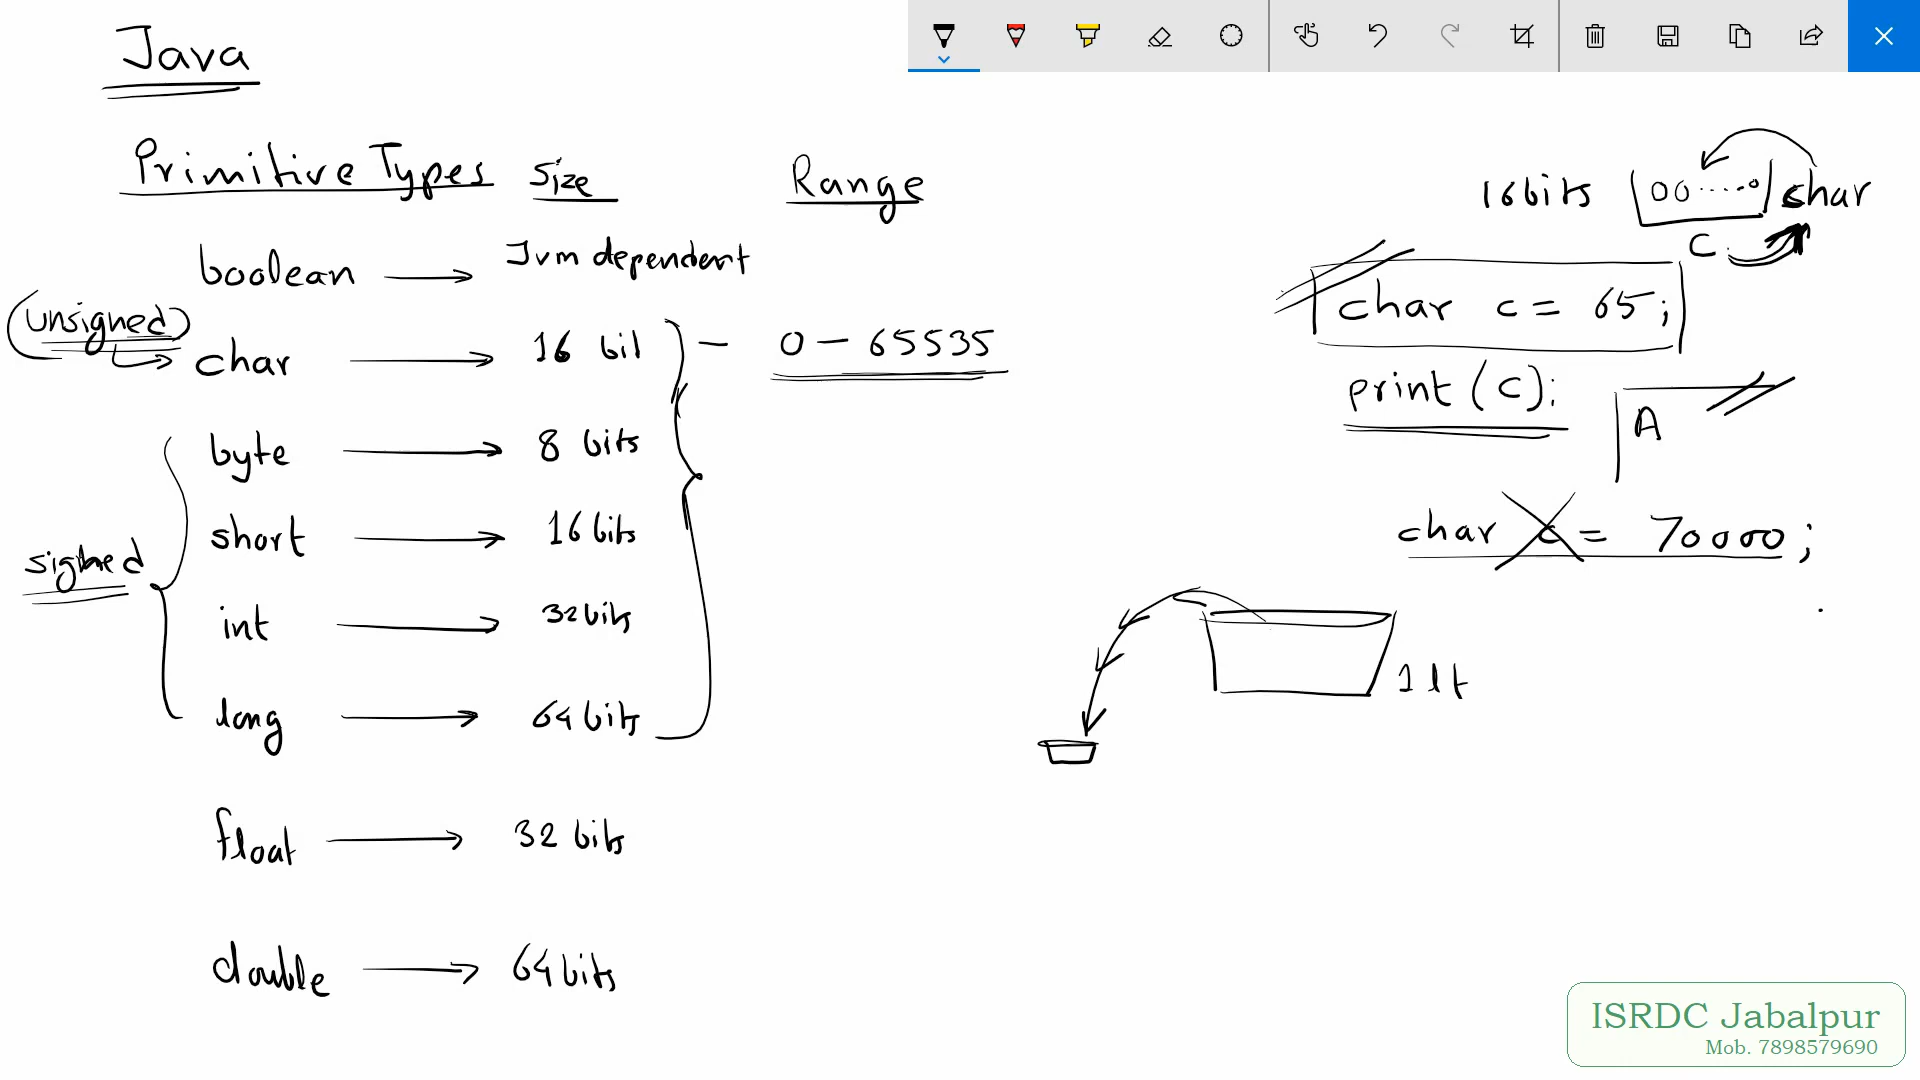 Java
Primitive Types Size Range
boolean → Jvm dependent
(unsigned)
char → 16 bit - 0 - 65535
byte → 8 bits
short → 16 bits
signed
int → 32 bits
long → 64 bits
float → 32 bits
double → 64 bits
16 bits 00.....0 char
C
char c = 65;
print (c);
A
char c = 70000;
1 lt
ISRDC Jabalpur
Mob. 7898579690